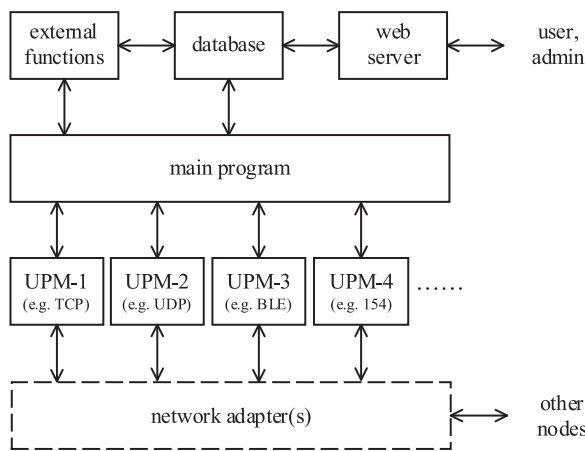 external
functions
database
web
server
user,
admin
main program
UPM-1
(e.g. TCP)
UPM-2
(e.g. UDP)
UPM-3
(e.g. BLE)
UPM-4
(e.g. 154)
......
network adapter(s)
other
nodes